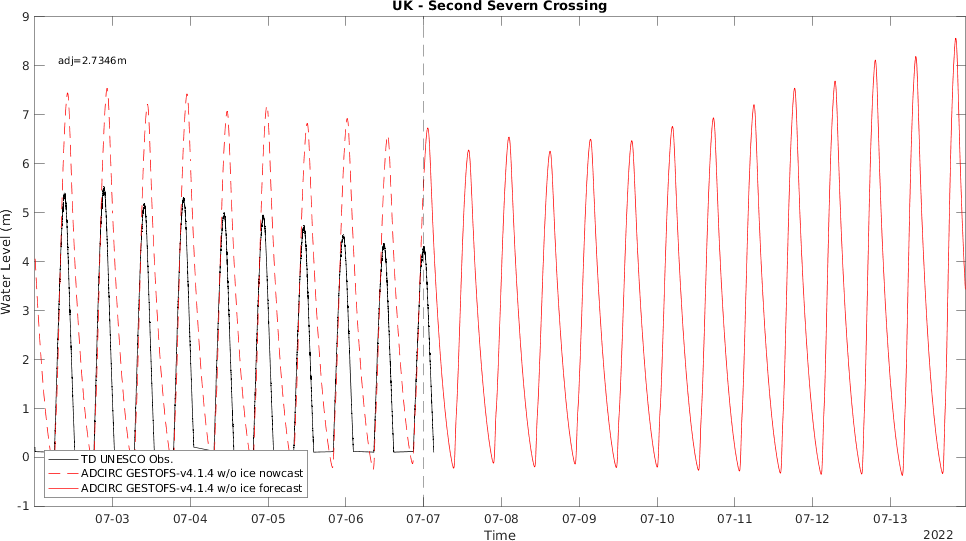 UK - Second Severn Crossing
adj=2.7346m
Water Level (m)
9
8
7
6
5
4
3
2
1
0
-1
TD UNESCO Obs.
ADCIRC GESTOFS-v4.1.4 w/o ice nowcast
ADCIRC GESTOFS-v4.1.4 w/o ice forecast
07-03 07-04 07-05 07-06 07-07 07-08 07-09 07-10 07-11 07-12 07-13
Time
2022